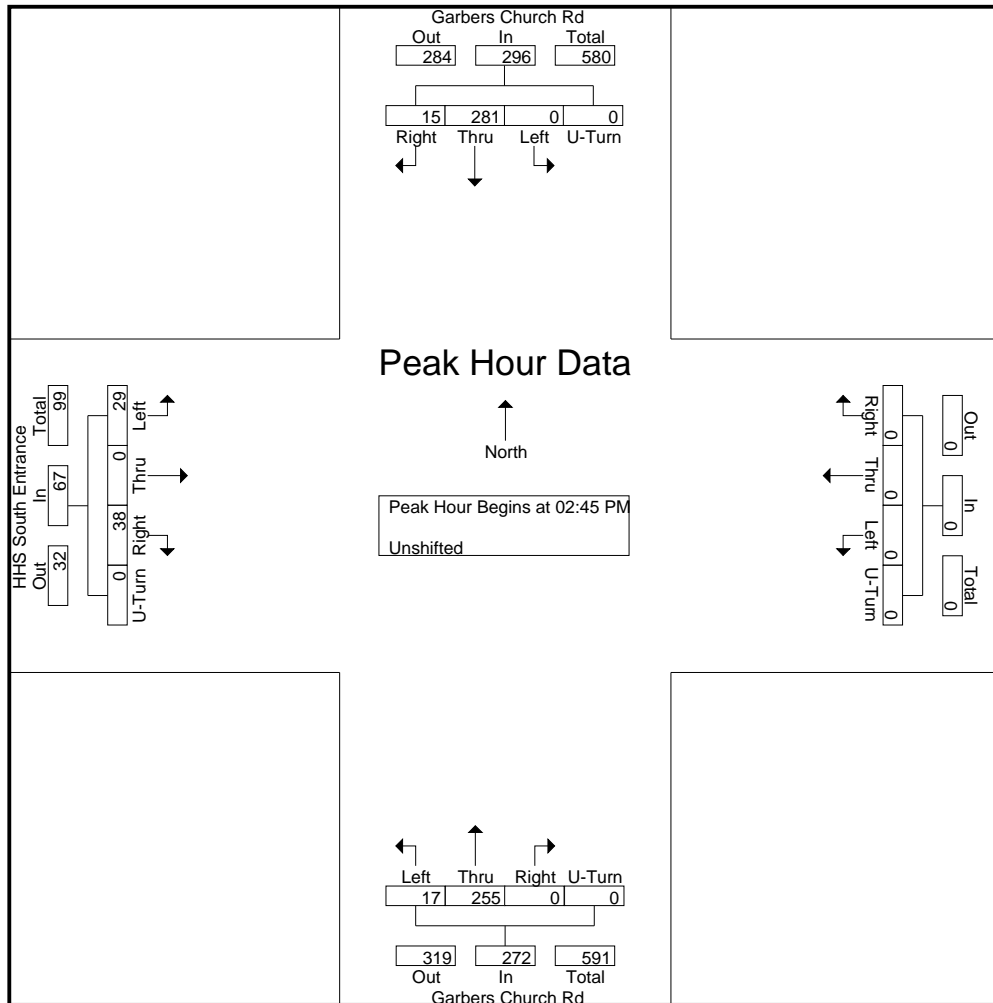 Garbers Church Rd
Out In Total
284 296 580
15 281 0 0
Right Thru Left U-Turn
Peak Hour Data
North
Peak Hour Begins at 02:45 PM
Unshifted
HHS South Entrance
Total In Out
99 67 32
29 0 38 0
Left Thru Right U-Turn
Right Thru Left U-Turn
0 0 0 0
Out In Total
0 0 0
Left Thru Right U-Turn
17 255 0 0
319 272 591
Out In Total
Garbers Church Rd